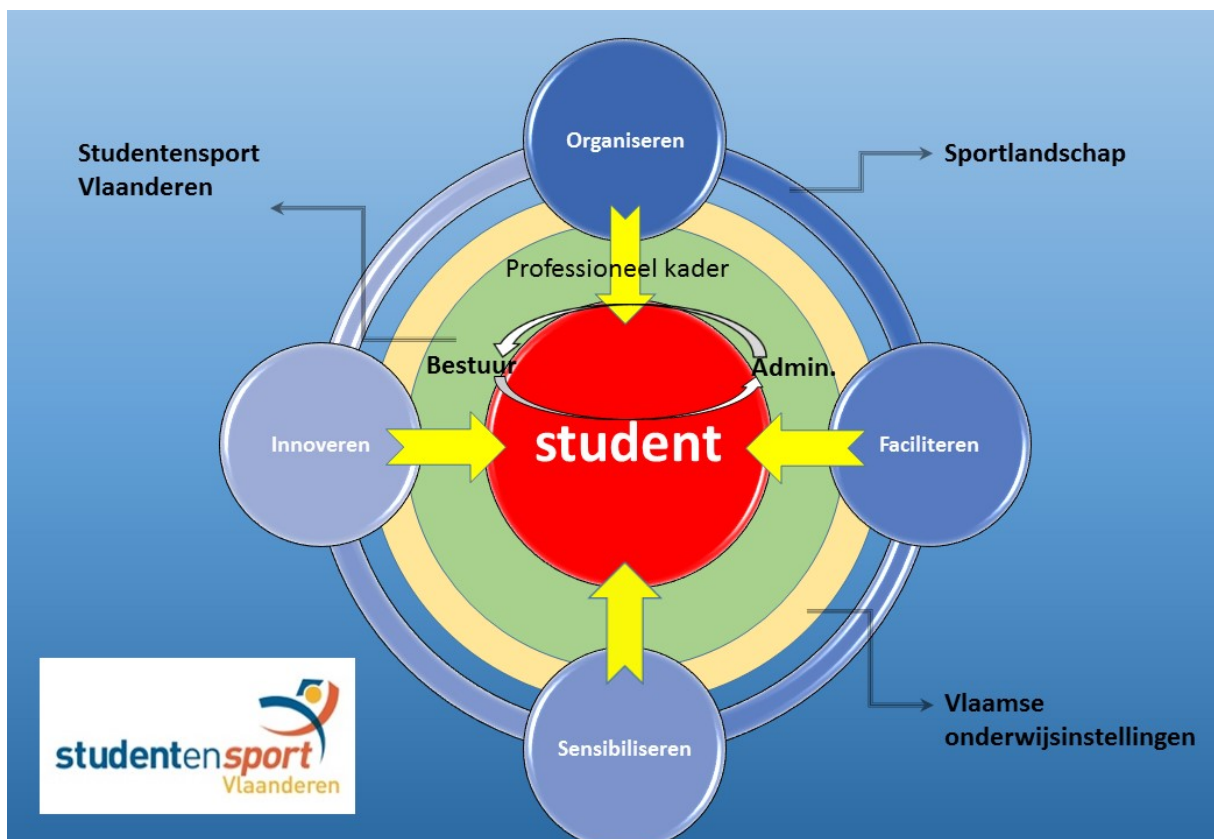 Organiseren
Studentensport
Vlaanderen
Sportlandschap
Professioneel kader
Bestuur
Admin.
Innoveren
student
Faciliteren
Vlaamse
onderwijsinstellingen
Sensibiliseren
studentensport
Vlaanderen